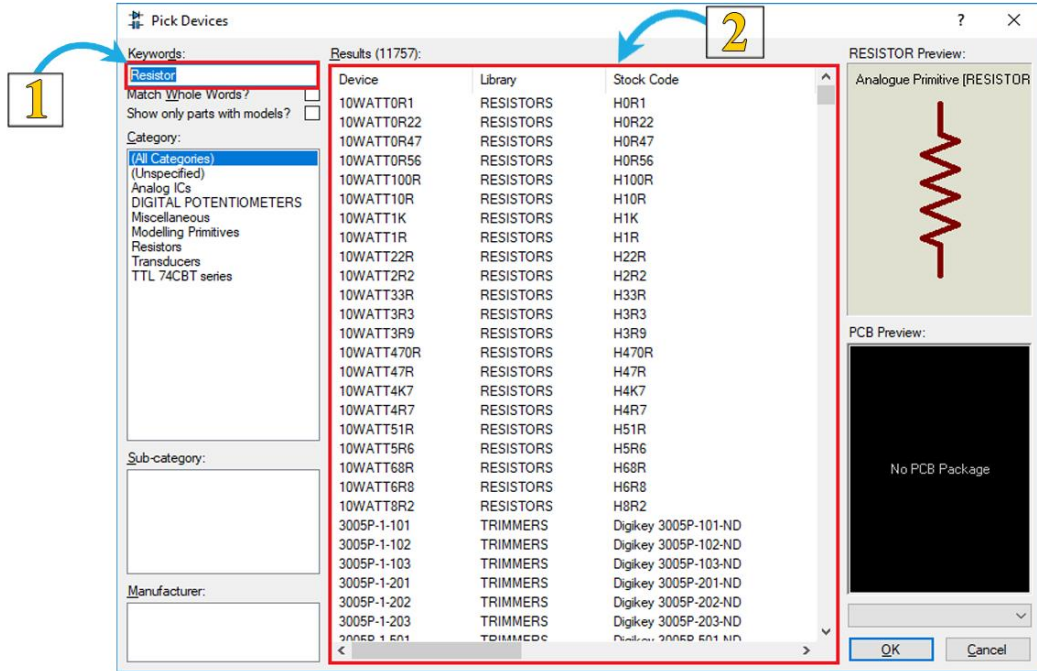 Pick Devices
?
1
2
Keywords:
Resistor
Match Whole Words?
Show only parts with models?
Category:
(All Categories)
(Unspecified)
Analog ICs
DIGITAL POTENTIOMETERS
Miscellaneous
Modelling Primitives
Resistors
Transducers
TTL 74CBT series
Sub-category:
Manufacturer:
Results (11757):
Device Library Stock Code
10WATT0R1 RESISTORS H0R1
10WATT0R22 RESISTORS H0R22
10WATT0R47 RESISTORS H0R47
10WATT0R56 RESISTORS H0R56
10WATT100R RESISTORS H100R
10WATT10R RESISTORS H10R
10WATT1K RESISTORS H1K
10WATT1R RESISTORS H1R
10WATT22R RESISTORS H22R
10WATT2R2 RESISTORS H2R2
10WATT33R RESISTORS H33R
10WATT3R3 RESISTORS H3R3
10WATT3R9 RESISTORS H3R9
10WATT470R RESISTORS H470R
10WATT47R RESISTORS H47R
10WATT4K7 RESISTORS H4K7
10WATT4R7 RESISTORS H4R7
10WATT51R RESISTORS H51R
10WATT5R6 RESISTORS H5R6
10WATT68R RESISTORS H68R
10WATT6R8 RESISTORS H6R8
10WATT8R2 RESISTORS H8R2
3005P-1-101 TRIMMERS Digikey 3005P-101-ND
3005P-1-102 TRIMMERS Digikey 3005P-102-ND
3005P-1-103 TRIMMERS Digikey 3005P-103-ND
3005P-1-201 TRIMMERS Digikey 3005P-201-ND
3005P-1-202 TRIMMERS Digikey 3005P-202-ND
3005P-1-203 TRIMMERS Digikey 3005P-203-ND
3005P-1-501 TRIMMERS Digikey 3005P-501-ND
RESISTOR Preview:
Analogue Primitive [RESISTOR
PCB Preview:
No PCB Package
OK Cancel